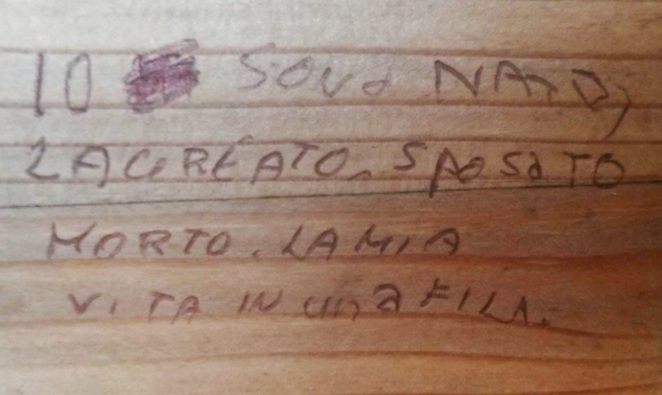 IO SONO NATO,
LAUREATO, SPOSATO
MORTO. LA MIA
VITA IN UNA FILA.